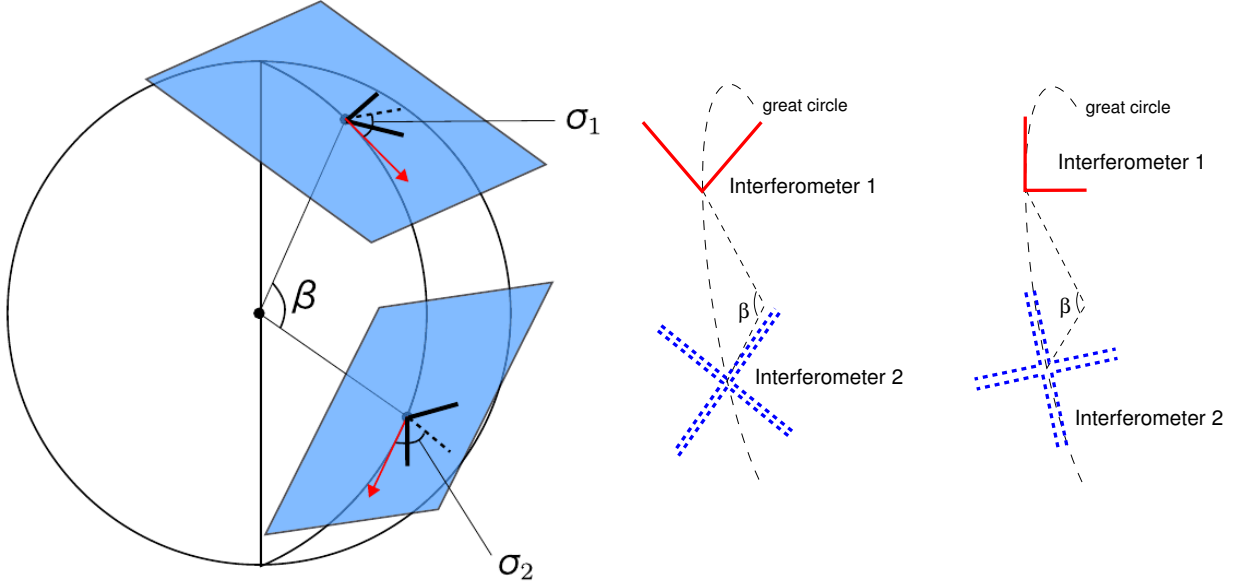 σ₁
β
σ₂
great circle
Interferometer 1
β
Interferometer 2
great circle
Interferometer 1
β
Interferometer 2